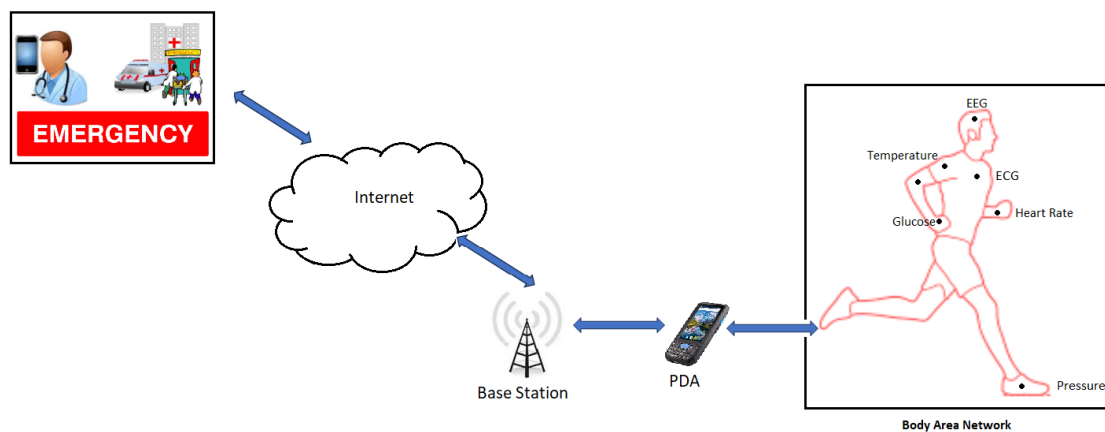 EMERGENCY
Internet
Base Station
PDA
EEG
Temperature
ECG
Glucose
Heart Rate
Pressure
Body Area Network